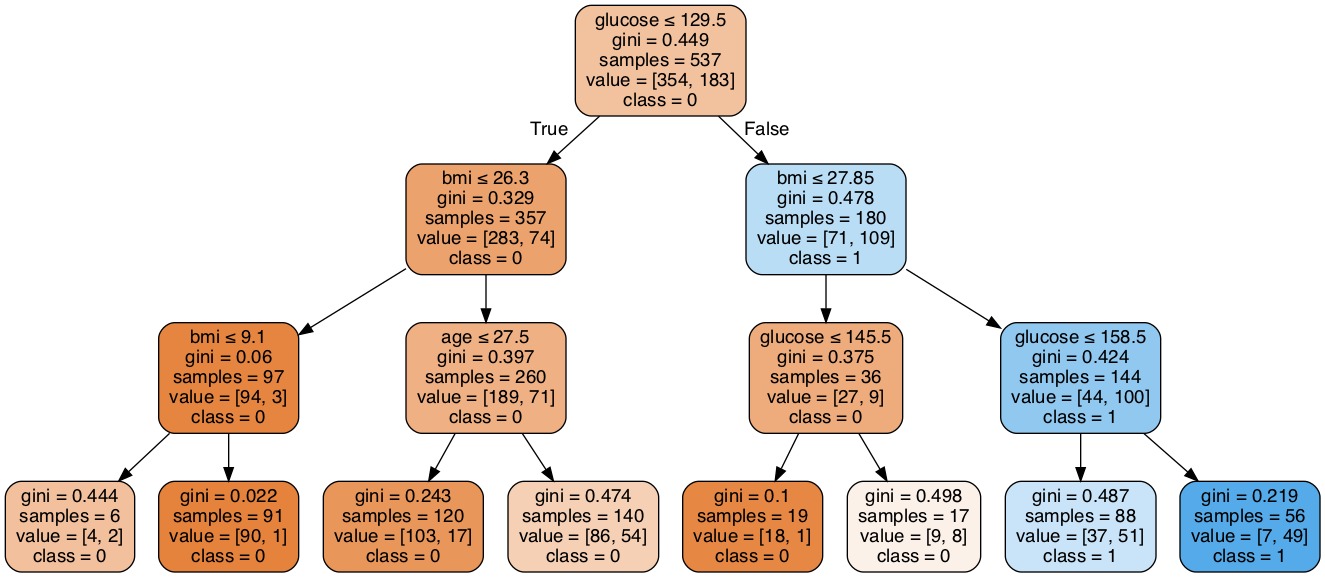 glucose ≤ 129.5
gini = 0.449
samples = 537
value = [354, 183]
class = 0
True
False
bmi ≤ 26.3
gini = 0.329
samples = 357
value = [283, 74]
class = 0
bmi ≤ 27.85
gini = 0.478
samples = 180
value = [71, 109]
class = 1
bmi ≤ 9.1
gini = 0.06
samples = 97
value = [94, 3]
class = 0
age ≤ 27.5
gini = 0.397
samples = 260
value = [189, 71]
class = 0
glucose ≤ 145.5
gini = 0.375
samples = 36
value = [27, 9]
class = 0
glucose ≤ 158.5
gini = 0.424
samples = 144
value = [44, 100]
class = 1
gini = 0.444
samples = 6
value = [4, 2]
class = 0
gini = 0.022
samples = 91
value = [90, 1]
class = 0
gini = 0.243
samples = 120
value = [103, 17]
class = 0
gini = 0.474
samples = 140
value = [86, 54]
class = 0
gini = 0.1
samples = 19
value = [18, 1]
class = 0
gini = 0.498
samples = 17
value = [9, 8]
class = 0
gini = 0.487
samples = 88
value = [37, 51]
class = 1
gini = 0.219
samples = 56
value = [7, 49]
class = 1